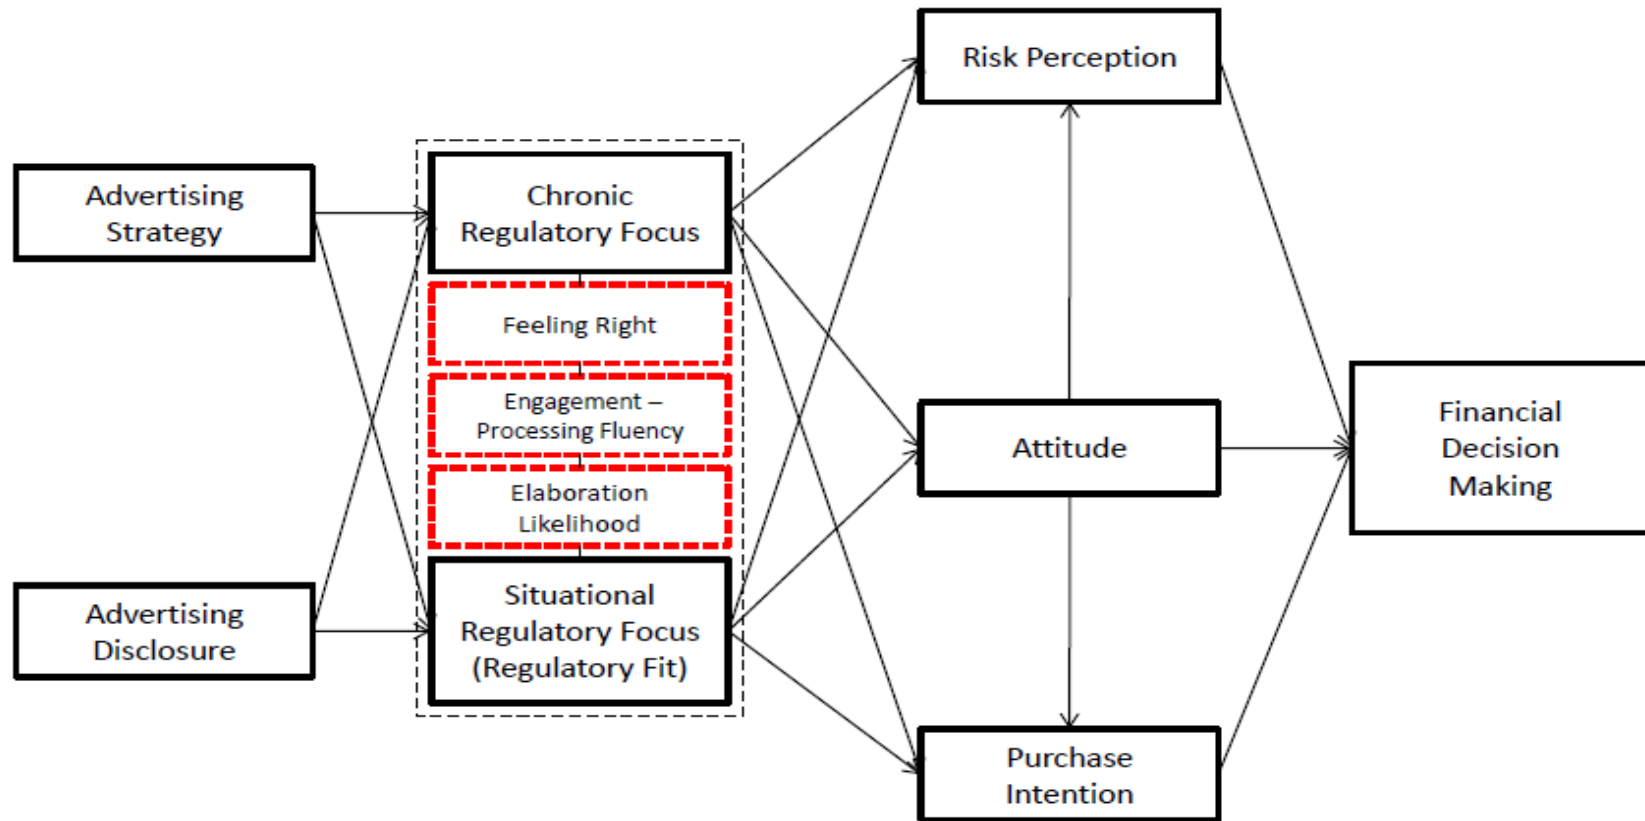 Risk Perception
Advertising
Strategy
Chronic
Regulatory Focus
Feeling Right
Engagement –
Processing Fluency
Elaboration
Likelihood
Situational
Regulatory Focus
(Regulatory Fit)
Advertising
Disclosure
Attitude
Purchase
Intention
Financial
Decision
Making